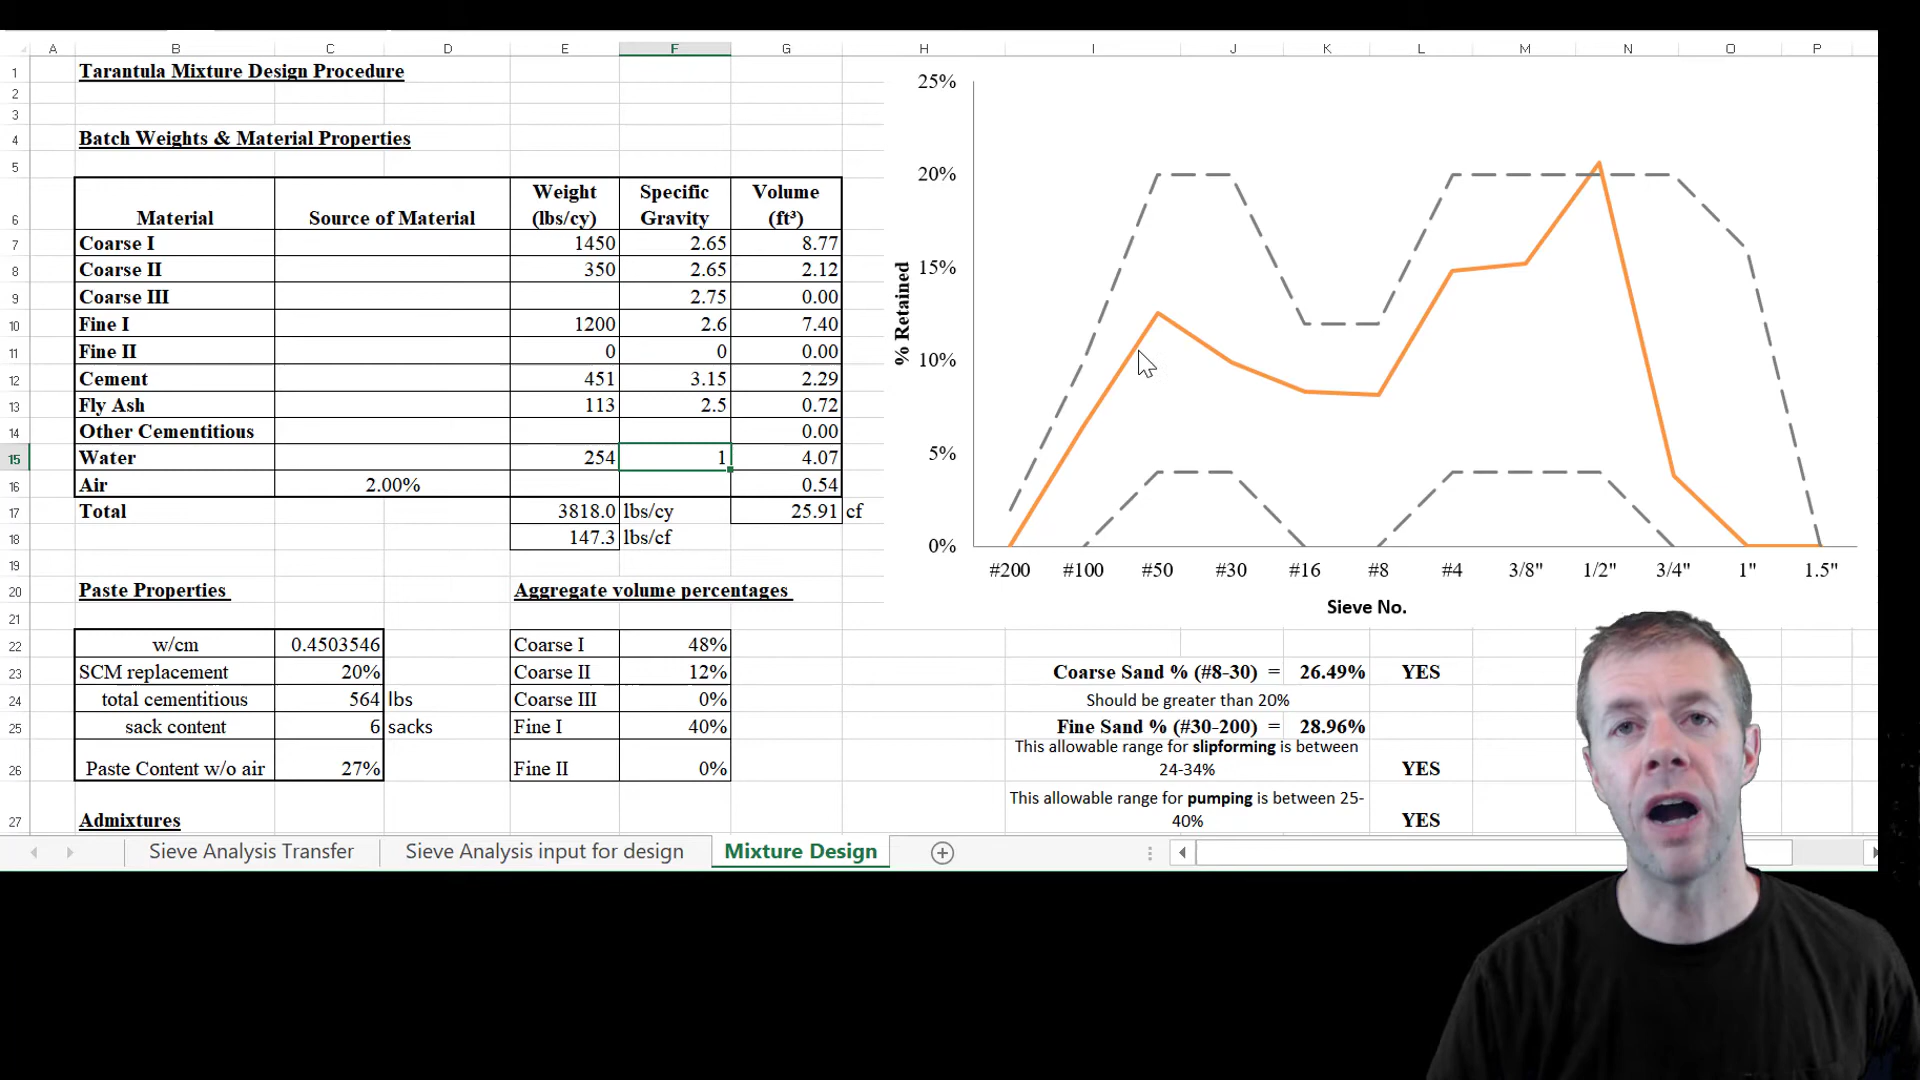 A B C D E F G H I J K L M N O P
1 Tarantula Mixture Design Procedure
2
3
4 Batch Weights & Material Properties
5
6 Material Source of Material Weight (lbs/cy) Specific Gravity Volume (ft³)
7 Coarse I 1450 2.65 8.77
8 Coarse II 350 2.65 2.12
9 Coarse III 2.75 0.00
10 Fine I 1200 2.6 7.40
11 Fine II 0 0 0.00
12 Cement 451 3.15 2.29
13 Fly Ash 113 2.5 0.72
14 Other Cementitious 0.00
15 Water 254 1 4.07
16 Air 2.00% 0.54
17 Total 3818.0 lbs/cy 25.91 cf
18 147.3 lbs/cf
19
20 Paste Properties Aggregate volume percentages
21
22 w/cm 0.4503546 Coarse I 48%
23 SCM replacement 20% Coarse II 12%
24 total cementitious 564 lbs Coarse III 0%
25 sack content 6 sacks Fine I 40%
26 Paste Content w/o air 27% Fine II 0%
27 Admixtures
25%
20%
15%
10%
5%
0%
% Retained
#200 #100 #50 #30 #16 #8 #4 3/8" 1/2" 3/4" 1" 1.5"
Sieve No.
Coarse Sand % (#8-30) = 26.49% YES
Should be greater than 20%
Fine Sand % (#30-200) = 28.96%
This allowable range for slipforming is between
24-34% YES
This allowable range for pumping is between 25-
40% YES
Sieve Analysis Transfer Sieve Analysis input for design Mixture Design